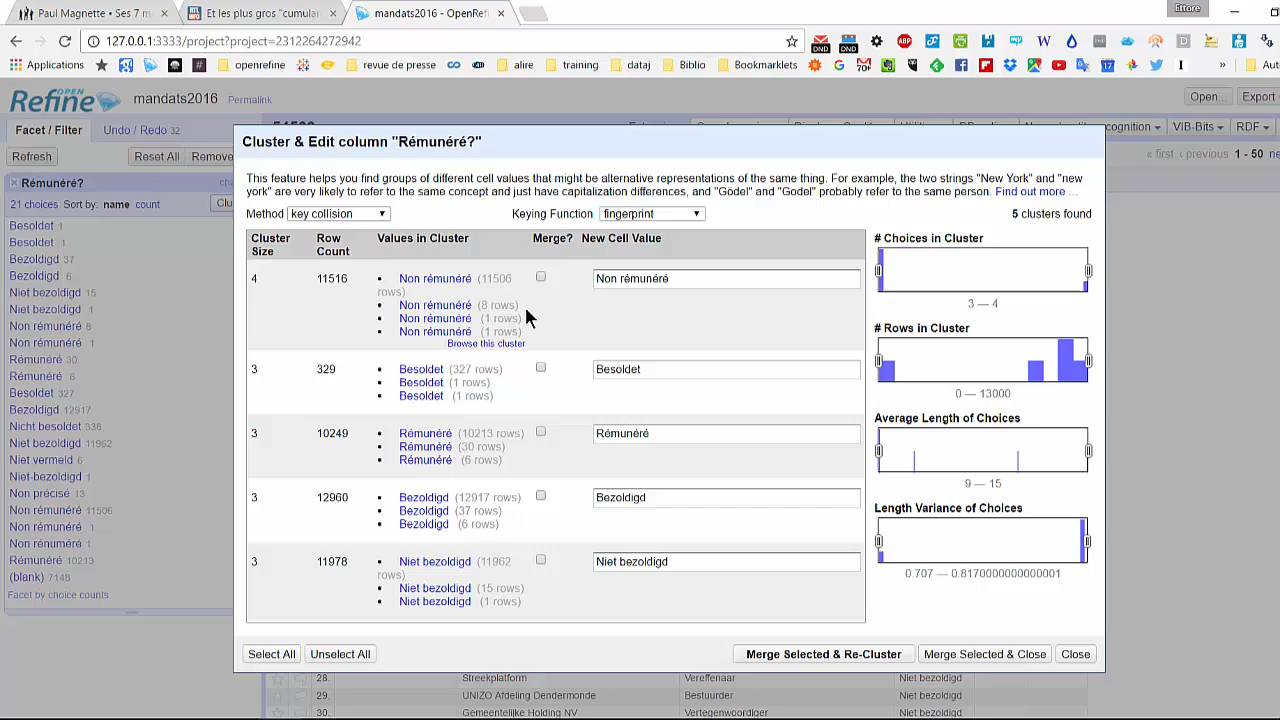 Paul Magnette • Ses 7 m
Et les plus gros "cumular
mandats2016 - OpenRef
Ettore
127.0.0.1:3333/project?project=2312264272942
Applications
openrefine
revue de presse
alire
training
dataj
Biblio
Bookmarklets
OPEN
Refine
mandats2016
Permalink
Open...
Export
Facet / Filter
Undo / Redo 32
Refresh
Reset All
Remove
cognition
VIB-Bits
RDF
« first ‹ previous 1 - 50
Rémunéré?
21 choices Sort by: name count
Besoldet 1
Besoldet 1
Bezoldigd 37
Bezoldigd 6
Niet bezoldigd 15
Niet bezoldigd 1
Non rémunéré 8
Non rémunéré 1
Rémunéré 30
Rémunéré 6
Besoldet 327
Bezoldigd 12917
Nicht besoldet 338
Niet bezoldigd 11962
Niet vermeld 6
Niet-bezoldigd 1
Non précisé 13
Non rémunéré 11506
Non rémunéré 1
Non rénuméré 1
Rémunéré 10213
(blank) 7148
Facet by choice counts
Cluster & Edit column "Rémunéré?"
This feature helps you find groups of different cell values that might be alternative representations of the same thing. For example, the two strings "New York" and "new
york" are very likely to refer to the same concept and just have capitalization differences, and "Gödel" and "Godel" probably refer to the same person. Find out more ...
Method key collision
Keying Function fingerprint
5 clusters found
Cluster Size
Row Count
Values in Cluster
Merge?
New Cell Value
4 11516
Non rémunéré (11506
rows)
Non rémunéré (8 rows)
Non rémunéré (1 rows)
Non rémunéré (1 rows)
Browse this cluster
Non rémunéré
3 329
Besoldet (327 rows)
Besoldet (1 rows)
Besoldet (1 rows)
Besoldet
3 10249
Rémunéré (10213 rows)
Rémunéré (30 rows)
Rémunéré (6 rows)
Rémunéré
3 12960
Bezoldigd (12917 rows)
Bezoldigd (37 rows)
Bezoldigd (6 rows)
Bezoldigd
3 11978
Niet bezoldigd (11962
rows)
Niet bezoldigd (15 rows)
Niet bezoldigd (1 rows)
Niet bezoldigd
# Choices in Cluster
3 — 4
# Rows in Cluster
0 — 13000
Average Length of Choices
9 — 15
Length Variance of Choices
0.707 — 0.8170000000000001
Select All
Unselect All
Merge Selected & Re-Cluster
Merge Selected & Close
Close
28. Streekplatform Vereffenaar Niet bezoldigd
29. UNIZO Afdeling Dendermonde Bestuurder Niet bezoldigd
30. Gemeentelijke Holding NV Vertegenwoordiger Niet bezoldigd